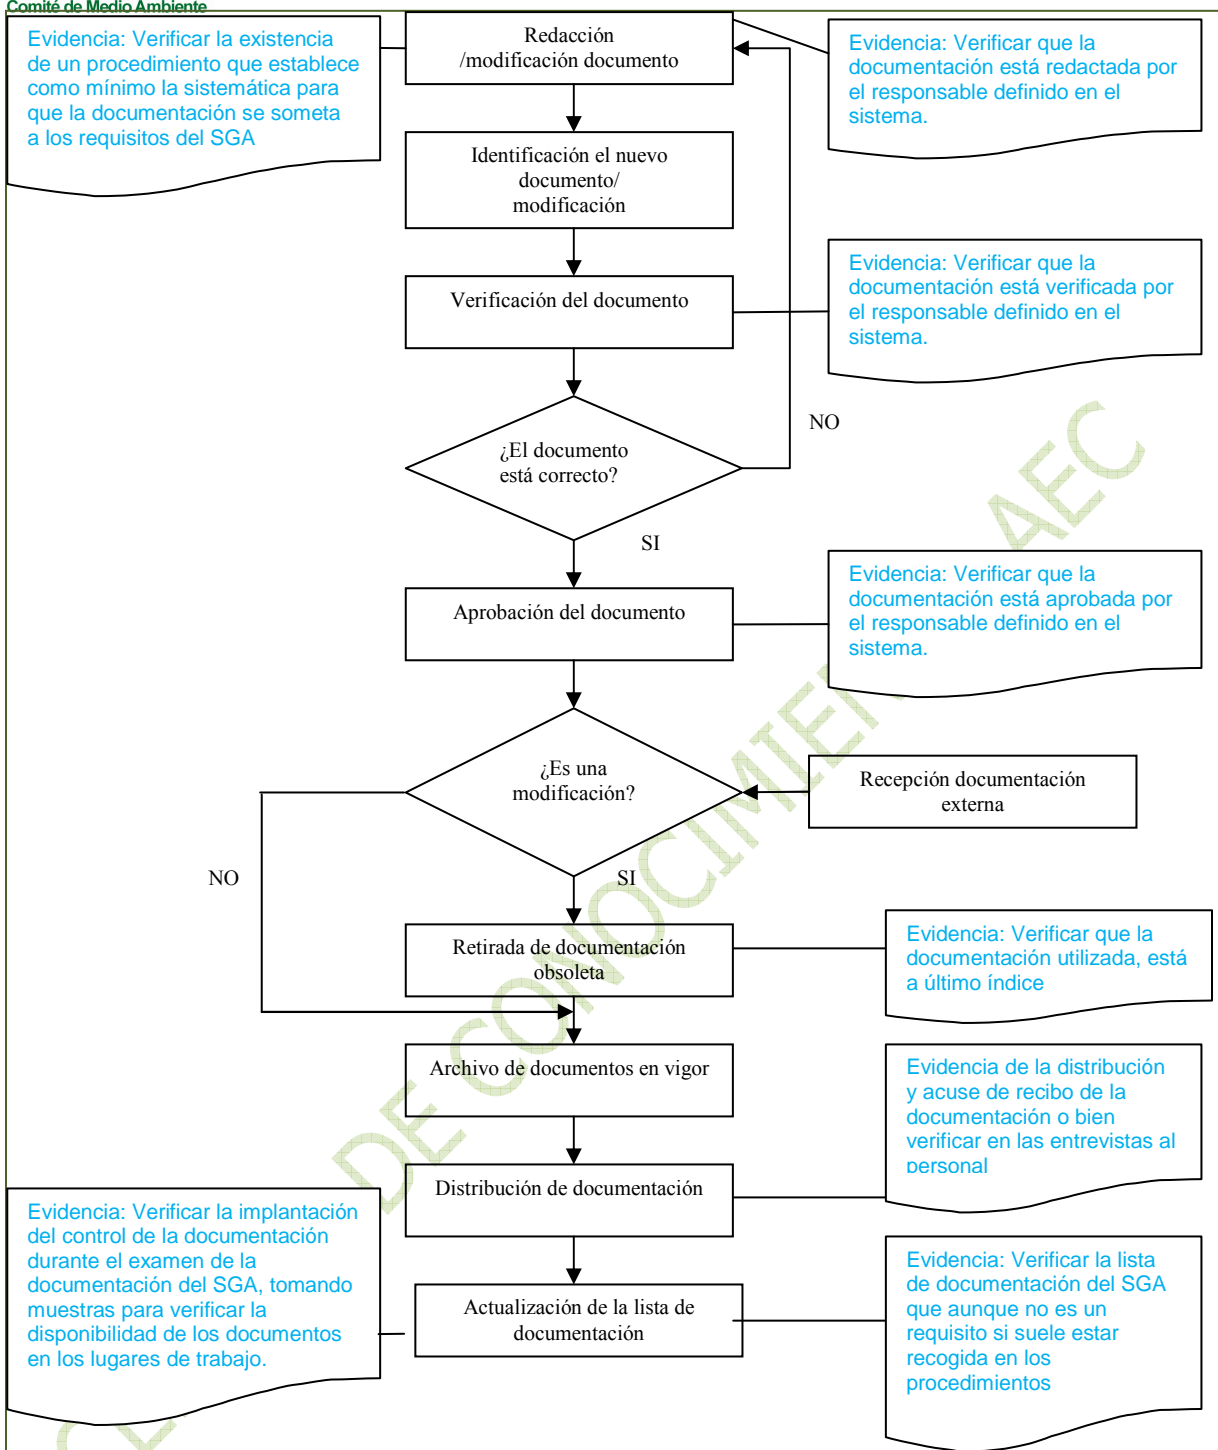 Comité de Medio Ambiente
Evidencia: Verificar la existencia
de un procedimiento que establece
como mínimo la sistemática para
que la documentación se someta
a los requisitos del SGA
Redacción
/modificación documento
Evidencia: Verificar que la
documentación está redactada por
el responsable definido en el
sistema.
Identificación el nuevo
documento/
modificación
Verificación del documento
Evidencia: Verificar que la
documentación está verificada por
el responsable definido en el
sistema.
¿El documento
está correcto?
NO
SI
Aprobación del documento
Evidencia: Verificar que la
documentación está aprobada por
el responsable definido en el
sistema.
¿Es una
modificación?
Recepción documentación
externa
NO
SI
Retirada de documentación
obsoleta
Evidencia: Verificar que la
documentación utilizada, está
a último índice
Archivo de documentos en vigor
Evidencia de la distribución
y acuse de recibo de la
documentación o bien
verificar en las entrevistas al
personal
Distribución de documentación
Evidencia: Verificar la implantación
del control de la documentación
durante el examen de la
documentación del SGA, tomando
muestras para verificar la
disponibilidad de los documentos
en los lugares de trabajo.
Actualización de la lista de
documentación
Evidencia: Verificar la lista
de documentación del SGA
que aunque no es un
requisito si suele estar
recogida en los
procedimientos
DE CONOCIMIEN AEC